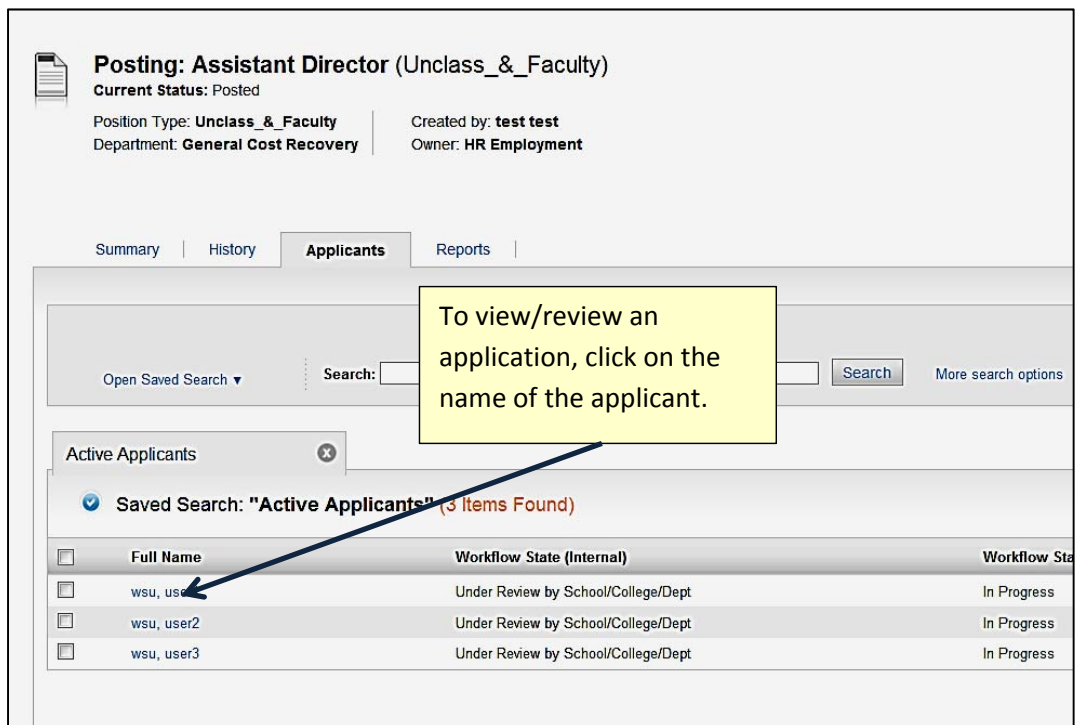 Posting: Assistant Director (Unclass_&_Faculty)
Current Status: Posted
Position Type: Unclass_&_Faculty Created by: test test
Department: General Cost Recovery Owner: HR Employment
Summary History Applicants Reports
To view/review an
application, click on the
name of the applicant.
Open Saved Search ▼ Search: Search More search options
Active Applicants
Saved Search: "Active Applicants" (3 Items Found)
Full Name Workflow State (Internal) Workflow Sta
wsu, use Under Review by School/College/Dept In Progress
wsu, user2 Under Review by School/College/Dept In Progress
wsu, user3 Under Review by School/College/Dept In Progress